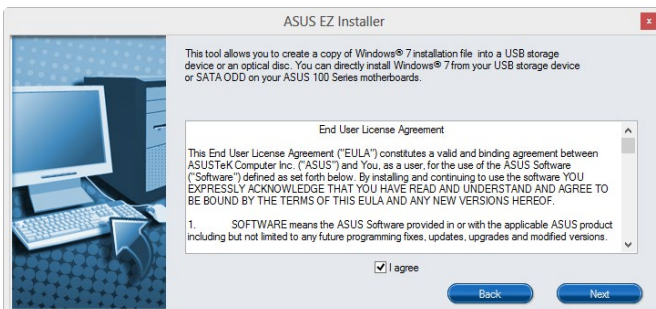 ASUS EZ Installer
x
This tool allows you to create a copy of Windows® 7 installation file into a USB storage
device or an optical disc. You can directly install Windows® 7 from your USB storage device
or SATA ODD on your ASUS 100 Series motherboards.
End User License Agreement
This End User License Agreement ("EULA") constitutes a valid and binding agreement between
ASUSTeK Computer Inc. ("ASUS") and You, as a user, for the use of the ASUS Software
("Software") defined as set forth below. By installing and continuing to use the software YOU
EXPRESSLY ACKNOWLEDGE THAT YOU HAVE READ AND UNDERSTAND AND AGREE TO
BE BOUND BY THE TERMS OF THIS EULA AND ANY NEW VERSIONS HEREOF.
1. SOFTWARE means the ASUS Software provided in or with the applicable ASUS product
including but not limited to any future programming fixes, updates, upgrades and modified versions.
I agree
Back Next